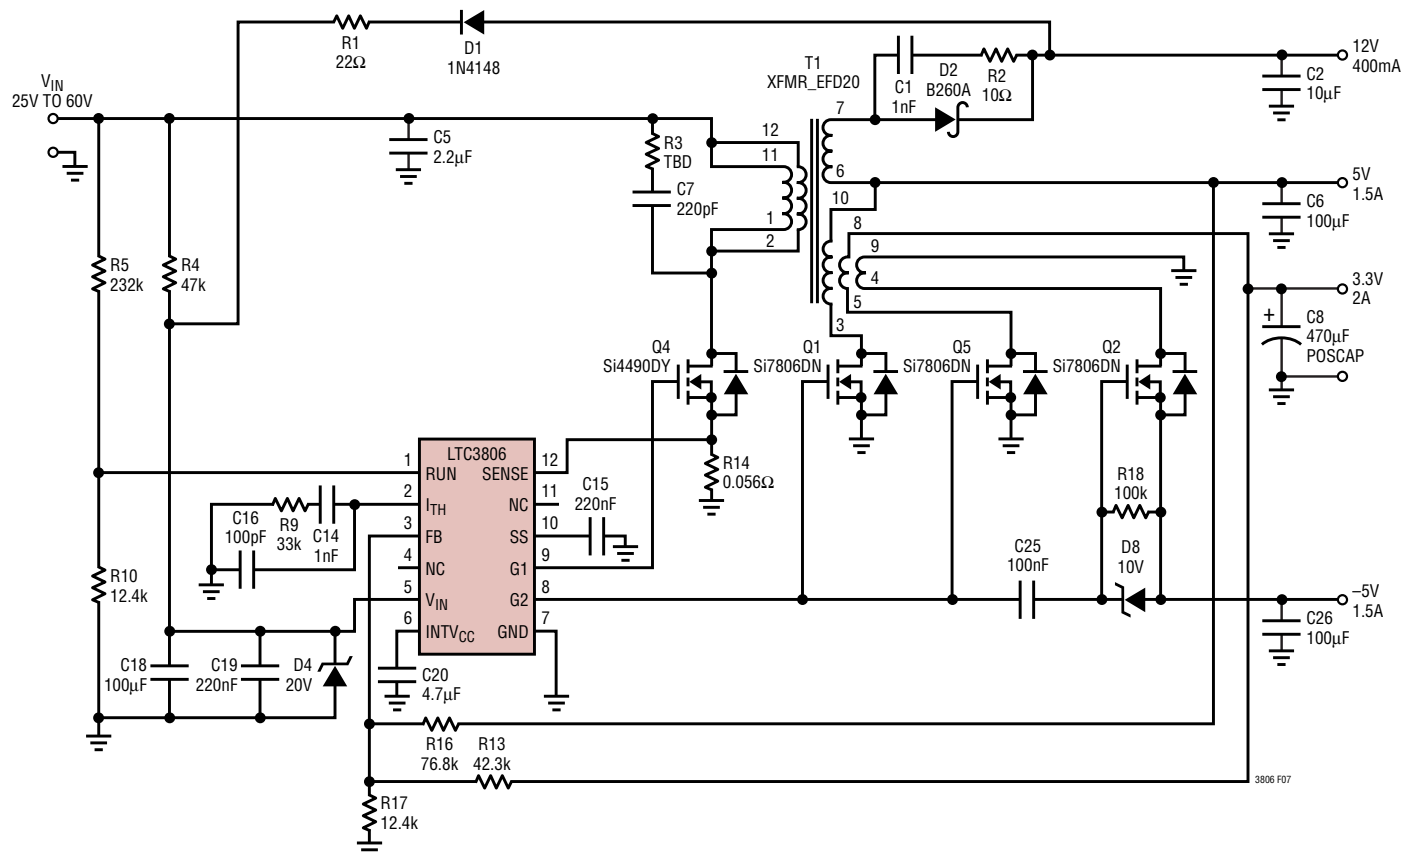 R1
22Ω
D1
1N4148
VIN
25V TO 60V
T1
XFMR_EFD20
C1
1nF
D2
B260A
R2
10Ω
12V
400mA
C2
10µF
C5
2.2µF
R3
TBD
C7
220pF
12
11
1
2
7
6
10
8
9
4
5
3
5V
1.5A
C6
100µF
3.3V
2A
+
C8
470µF
POSCAP
R5
232k
R4
47k
Q4
Si4490DY
Q1
Si7806DN
Q5
Si7806DN
Q2
Si7806DN
LTC3806
1
RUN
SENSE
12
2
ITH
NC
11
3
FB
SS
10
4
NC
G1
9
5
VIN
G2
8
6
INTVCC
GND
7
R14
0.056Ω
C15
220nF
C16
100pF
R9
33k
C14
1nF
R10
12.4k
R18
100k
C25
100nF
D8
10V
–5V
1.5A
C26
100µF
C18
100µF
C19
220nF
D4
20V
C20
4.7µF
R16
76.8k
R13
42.3k
R17
12.4k
3806 F07